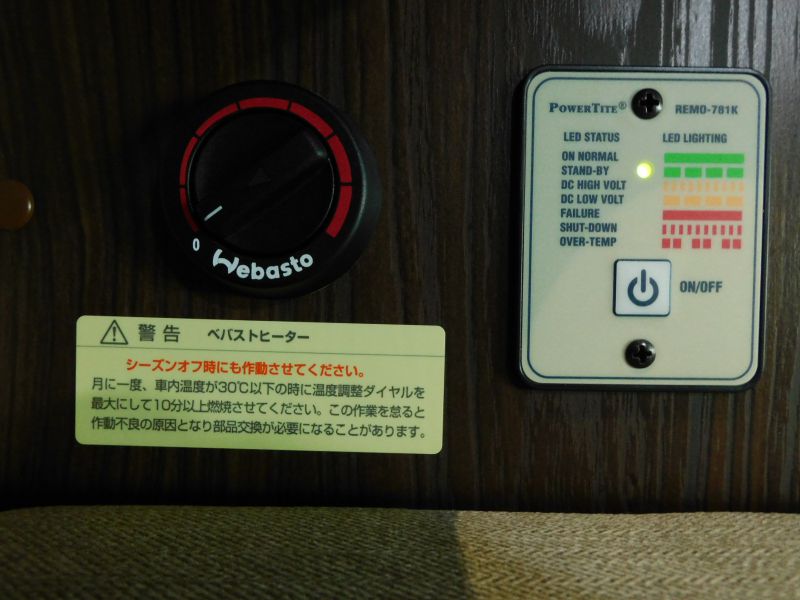 POWERTITE® REMO-781K
LED STATUS LED LIGHTING
ON NORMAL
STAND-BY
DC HIGH VOLT
DC LOW VOLT
FAILURE
SHUT-DOWN
OVER-TEMP
ON/OFF
0
Webasto
警告 ベバストヒーター
シーズンオフ時にも作動させてください。
月に一度、車内温度が30℃以下の時に温度調整ダイヤルを
最大にして10分以上燃焼させてください。この作業を怠ると
作動不良の原因となり部品交換が必要になることがあります。